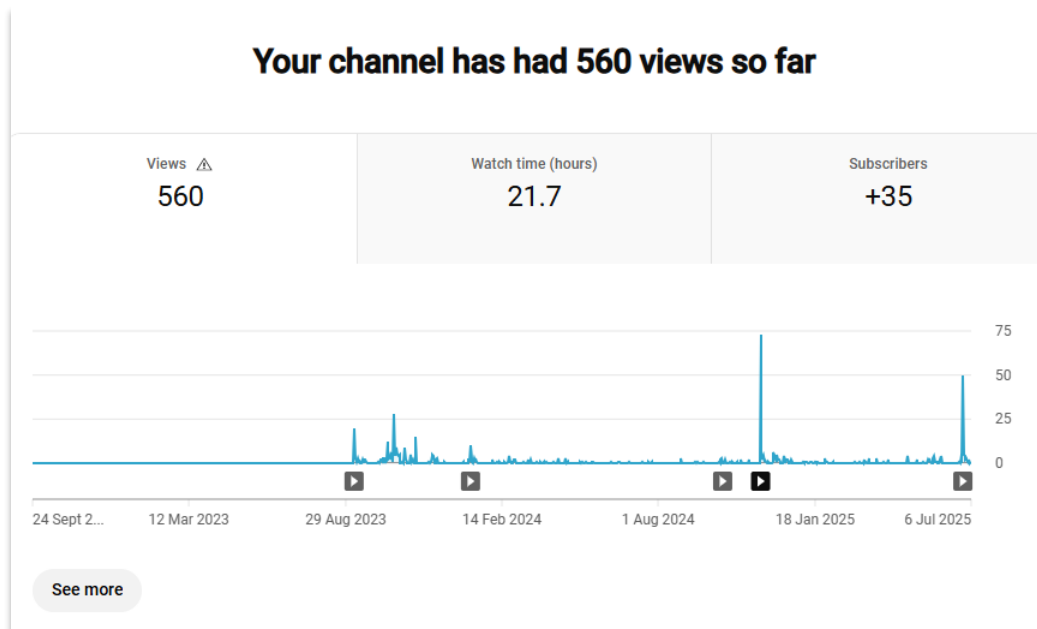 Your channel has had 560 views so far
Views
560
Watch time (hours)
21.7
Subscribers
+35
75
50
25
0
24 Sept 2... 12 Mar 2023 29 Aug 2023 14 Feb 2024 1 Aug 2024 18 Jan 2025 6 Jul 2025
See more